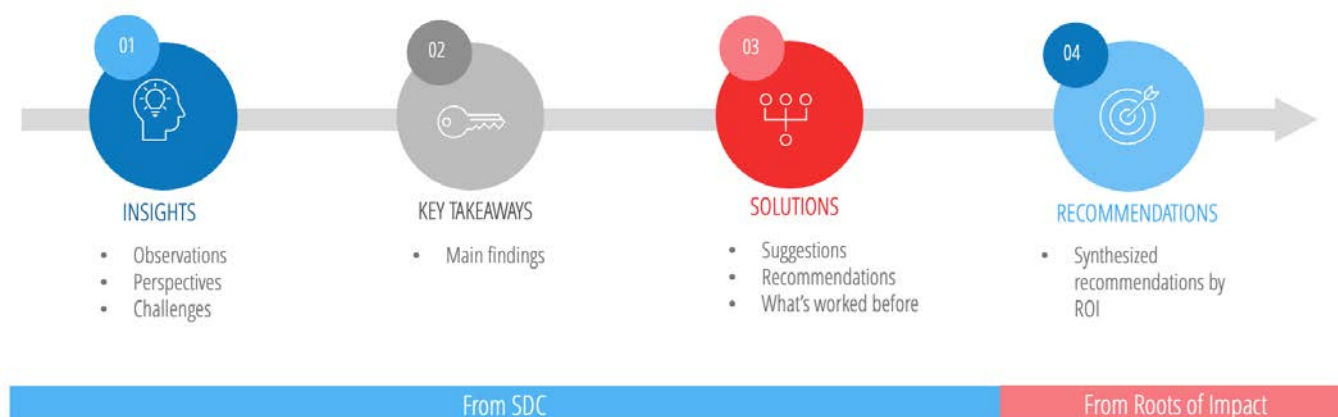 01
INSIGHTS
• Observations
• Perspectives
• Challenges
02
KEY TAKEAWAYS
• Main findings
03
SOLUTIONS
• Suggestions
• Recommendations
• What's worked before
04
RECOMMENDATIONS
• Synthesized
recommendations by
ROI
From SDC
From Roots of Impact